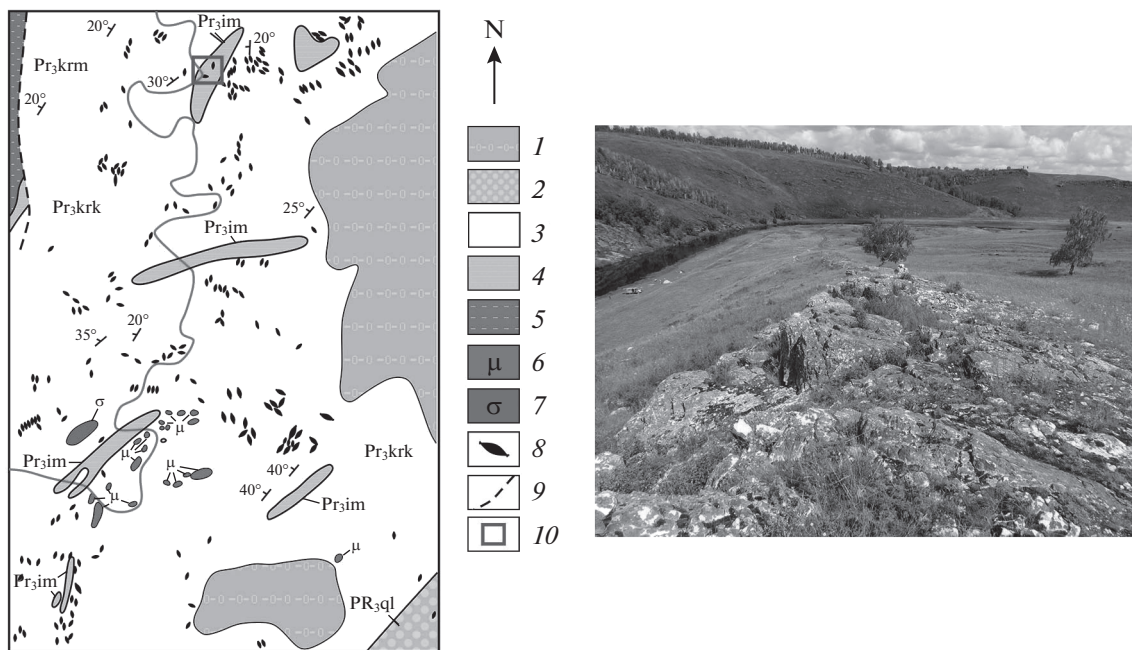 Pr₃im
20°
20°
Pr₃krm
30°
20°
Pr₃krk
25°
Pr₃im
20°
35°
σ
μ
Pr₃im
μ
μ
Pr₃krk
40°
40°
Pr₃im
μ
μ
Pr₃im
PR₃ql
N
1
2
3
4
5
μ 6
σ 7
8
9
10